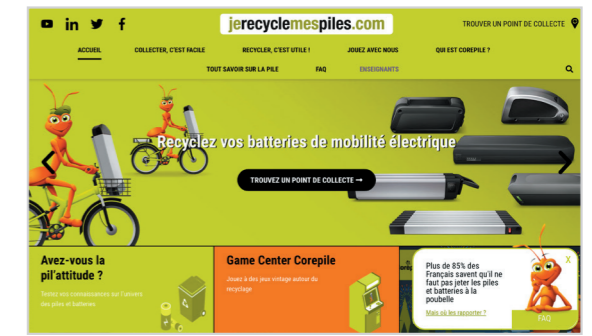 jerecyclemespiles.com
TROUVER UN POINT DE COLLECTE
ACCUEIL
COLLECTER, C'EST FACILE
RECYCLER, C'EST UTILE !
JOUEZ AVEC NOUS
QUI EST COREPILE ?
TOUT SAVOIR SUR LA PILE
FAQ
ENSEIGNANTS
Recyclez vos batteries de mobilité électrique
TROUVEZ UN POINT DE COLLECTE →
Avez-vous la
pil'attitude ?
Testez vos connaissances sur l'univers
des piles et batteries
Game Center Corepile
Jouez à des jeux vintage autour du
recyclage
Plus de 85% des
Français savent qu'il ne
faut pas jeter les piles
et batteries à la
poubelle
Mais où les rapporter ?
X
FAQ